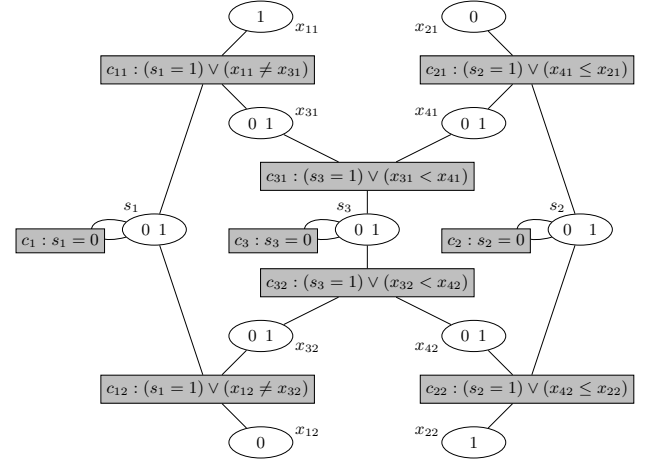 1 0
x₁₁ x₂₁
c₁₁ : (s₁ = 1) ∨ (x₁₁ ≠ x₃₁) c₂₁ : (s₂ = 1) ∨ (x₄₁ ≤ x₂₁)
x₃₁ x₄₁
0 1 0 1
c₃₁ : (s₃ = 1) ∨ (x₃₁ < x₄₁)
s₁ s₃ s₂
0 1 0 1 0 1
c₁ : s₁ = 0 c₃ : s₃ = 0 c₂ : s₂ = 0
c₃₂ : (s₃ = 1) ∨ (x₃₂ < x₄₂)
0 1 0 1
x₃₂ x₄₂
c₁₂ : (s₁ = 1) ∨ (x₁₂ ≠ x₃₂) c₂₂ : (s₂ = 1) ∨ (x₄₂ ≤ x₂₂)
x₁₂ x₂₂
0 1